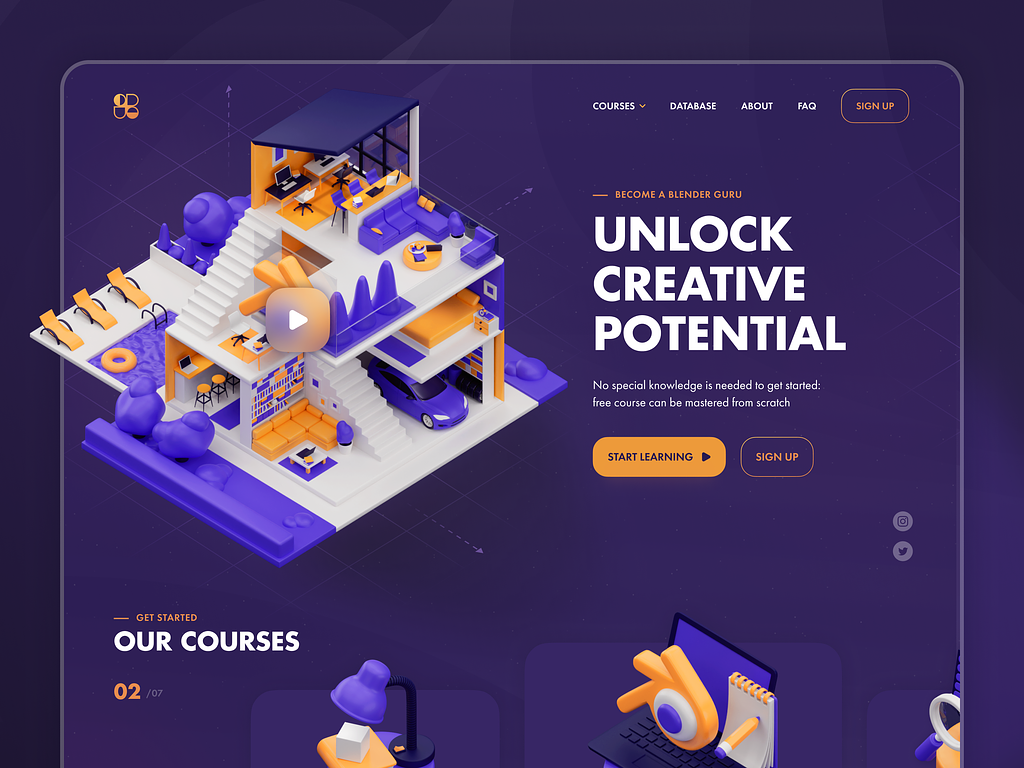 COURSES
DATABASE
ABOUT
FAQ
SIGN UP
BECOME A BLENDER GURU
UNLOCK
CREATIVE
POTENTIAL
No special knowledge is needed to get started:
free course can be mastered from scratch
START LEARNING
SIGN UP
GET STARTED
OUR COURSES
02 /07